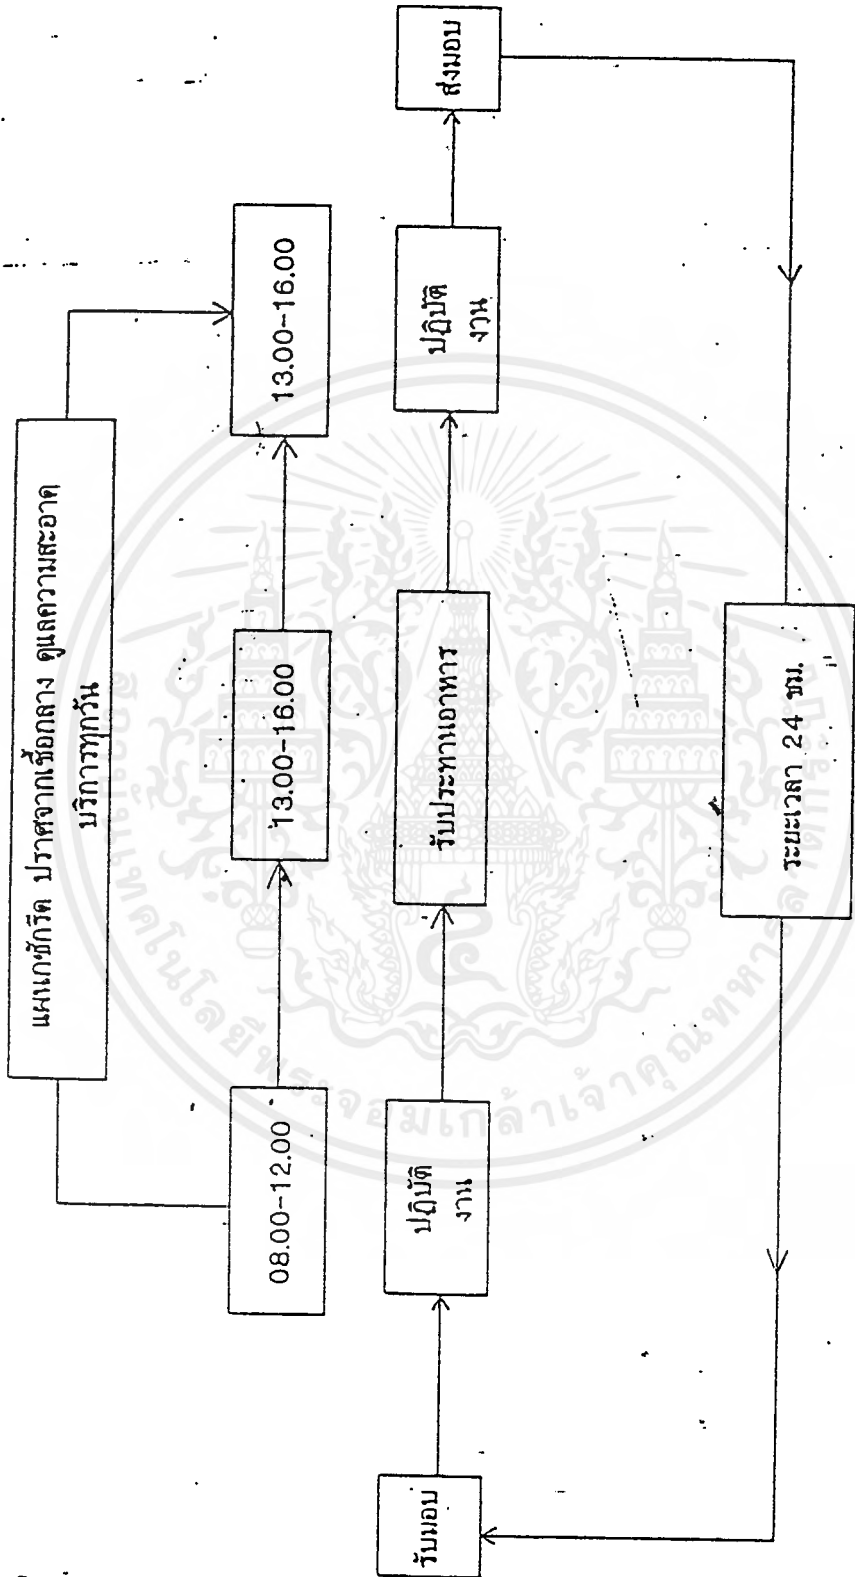 แผนกซักรีด ปราศจากเชื้อกลาง ดูแลความสะอาด
บริการทุกวัน
08.00-12.00
13.00-16.00
13.00-16.00
รับมอบ
ปฏิบัติ
งาน
รับประทานอาหาร
ปฏิบัติ
งาน
ส่งมอบ
ระยะเวลา 24 ชม.